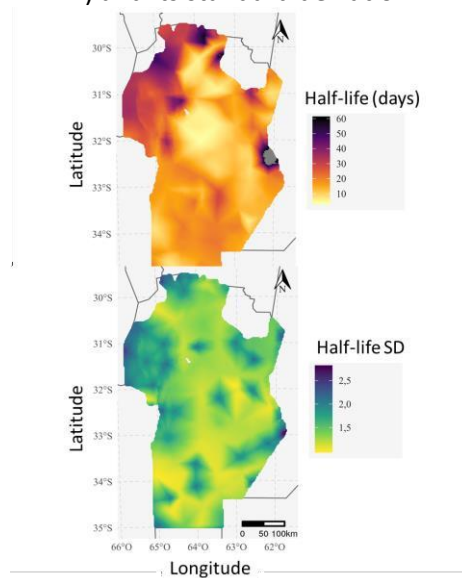 N
30°S
31°S
32°S
33°S
34°S
Latitude
Half-life (days)
60
50
40
30
20
10
N
30°S
31°S
32°S
33°S
34°S
35°S
Latitude
Half-life SD
2,5
2,0
1,5
0 50 100km
66°O 65°O 64°O 63°O 62°O
Longitude